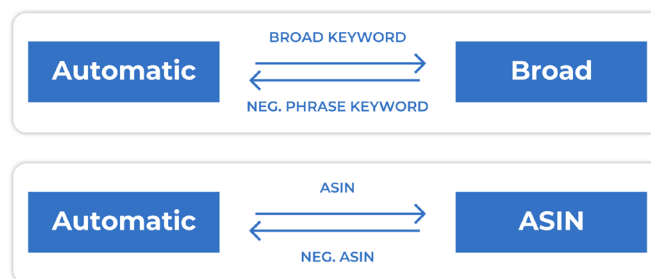 BROAD KEYWORD
Automatic
Broad
NEG. PHRASE KEYWORD
ASIN
Automatic
ASIN
NEG. ASIN